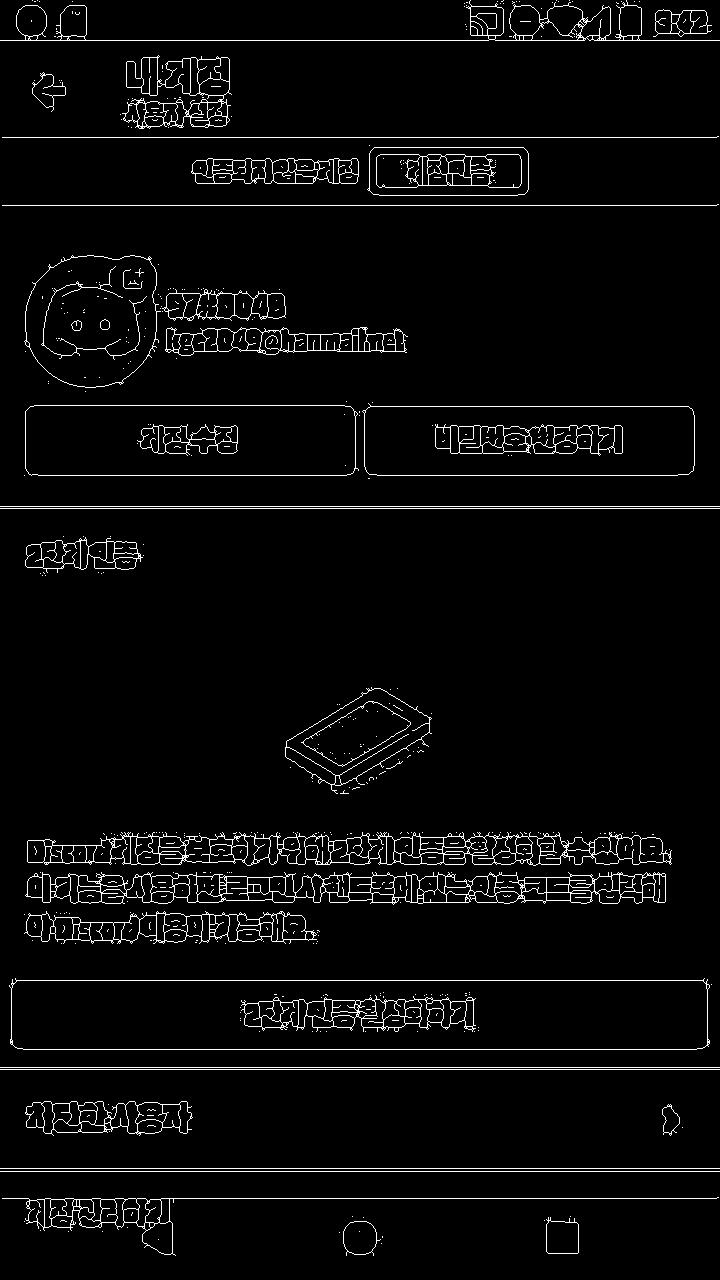 3:42
내 계정
사용자 설정
인증되지 않은 계정 계정 인증
97#0048
kgc2049@hanmail.net
계정 수정 비밀번호 변경하기
2단계 인증
Discord 계정을 보호하기 위해 2단계 인증을 활성화할 수 있어요.
이 기능을 사용하면 로그인 시 핸드폰에 있는 인증 코드를 입력해
야 Discord 이용이 가능해요.
2단계 인증 활성화하기
차단한 사용자
계정 관리하기